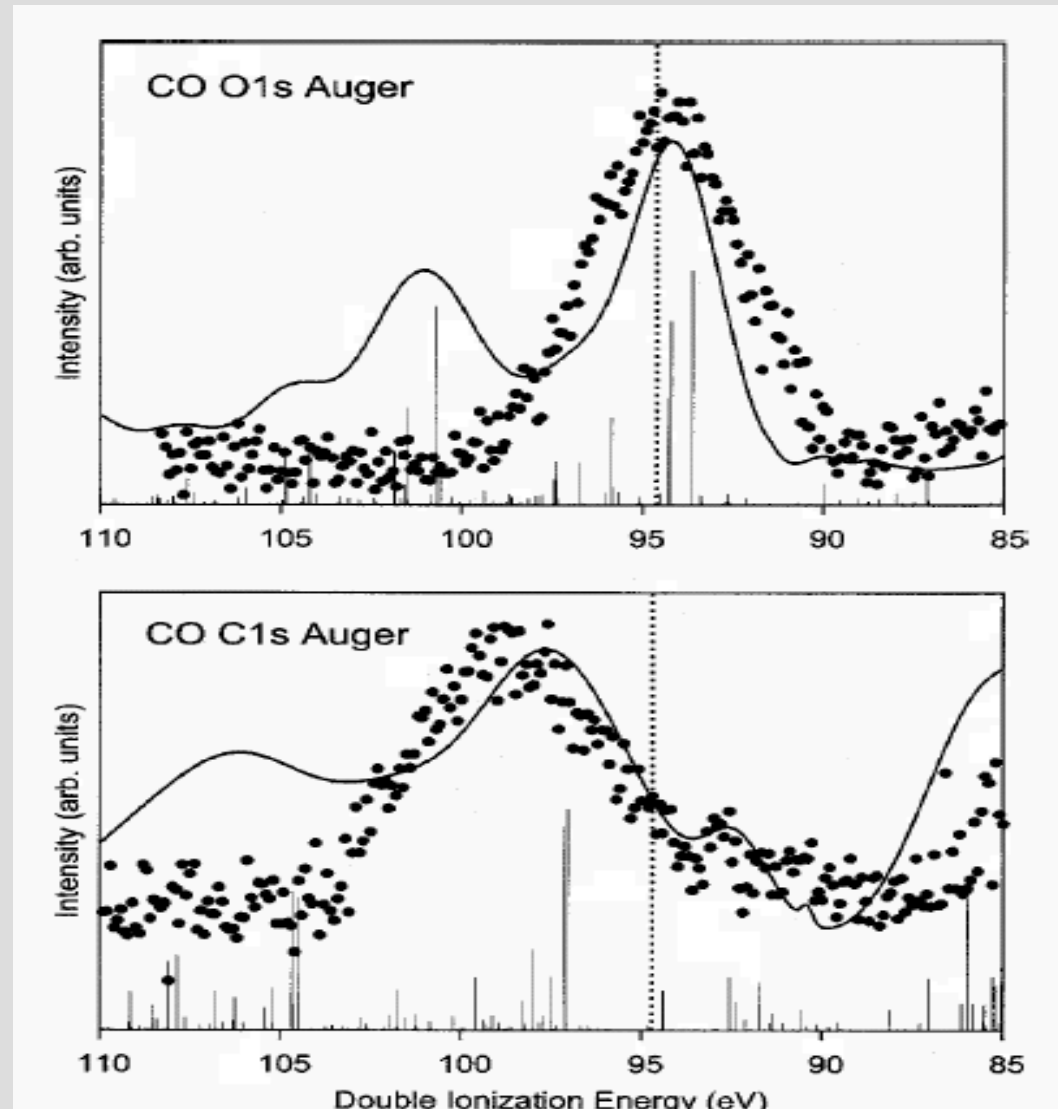 CO O1s Auger
Intensity (arb. units)
110 105 100 95 90 85
CO C1s Auger
Intensity (arb. units)
110 105 100 95 90 85
Double Ionization Energy (eV)